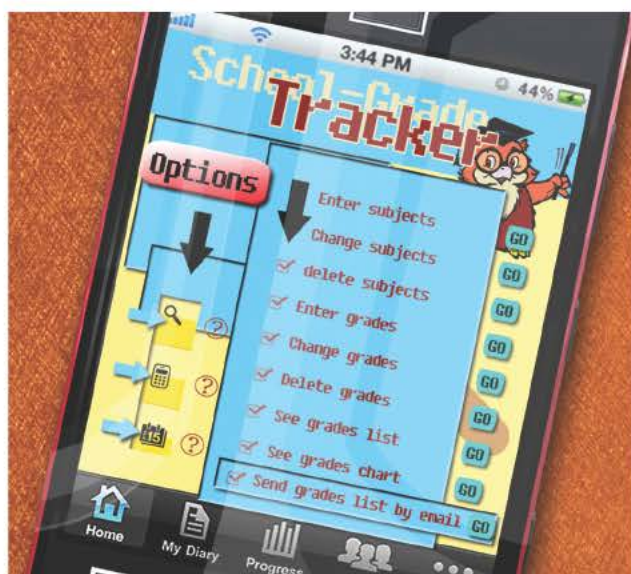 3:44 PM
44%
School-Grade
Tracker
Options
Enter subjects
GO
Change subjects
GO
delete subjects
GO
Enter grades
GO
Change grades
GO
Delete grades
GO
See grades list
GO
See grades chart
GO
Send grades list by email GO
?
?
15 ?
Home
My Diary
Progress